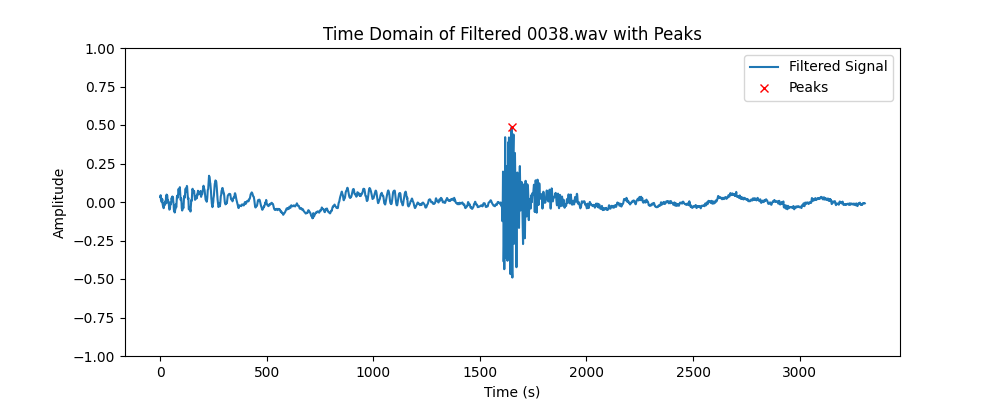 Time Domain of Filtered 0038.wav with Peaks
1.00
0.75
0.50
0.25
0.00
−0.25
−0.50
−0.75
−1.00
Amplitude
Filtered Signal
Peaks
0 500 1000 1500 2000 2500 3000
Time (s)